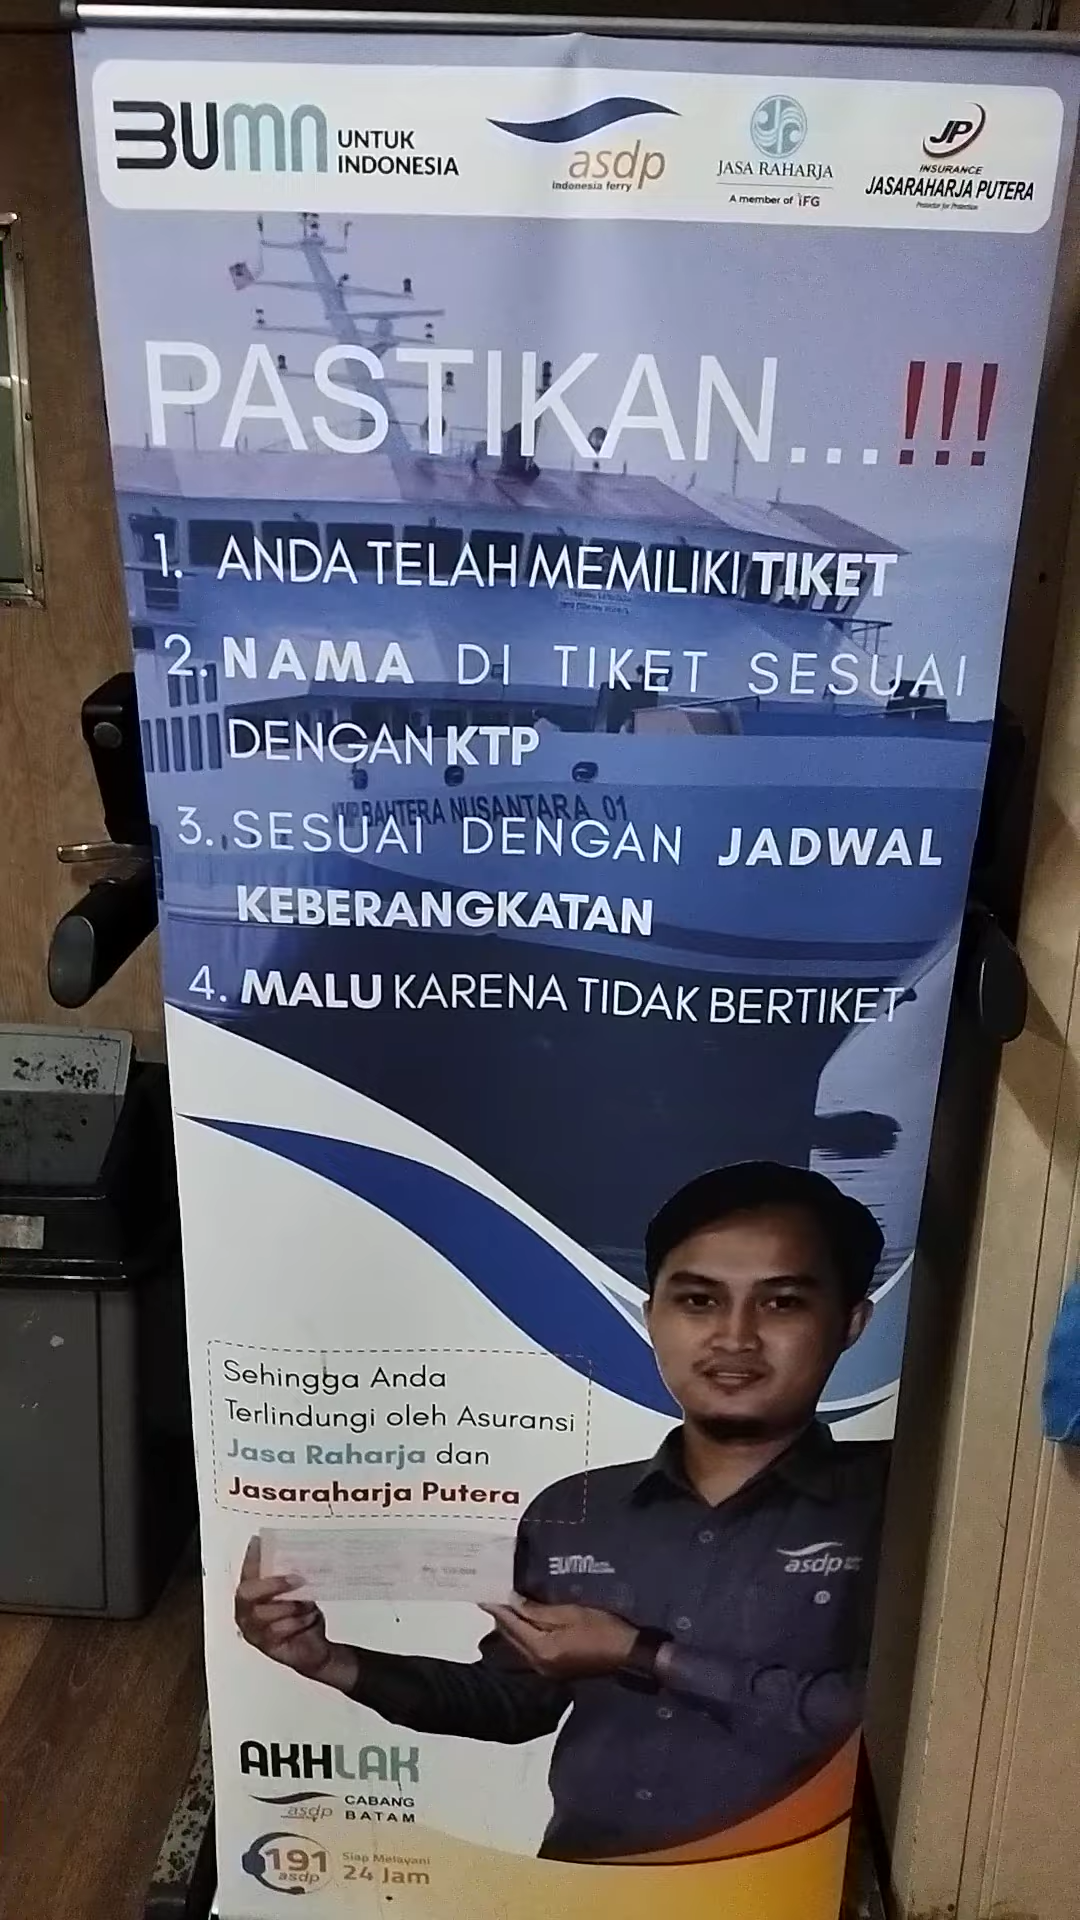 BUMN UNTUK INDONESIA
asdp
Indonesia ferry
JASA RAHARJA
A member of IFG
JP
INSURANCE
JASARAHARJA PUTERA
PASTIKAN...!!!
1. ANDA TELAH MEMILIKI TIKET
2. NAMA DI TIKET SESUAI
DENGAN KTP
KMP BAHTERA NUSANTARA 01
3. SESUAI DENGAN JADWAL
KEBERANGKATAN
4. MALU KARENA TIDAK BERTIKET
Sehingga Anda
Terlindungi oleh Asuransi
Jasa Raharja dan
Jasaraharja Putera
BUMN
asdp
AKHLAK
asdp CABANG
BATAM
191
asdp
Siap Melayani
24 Jam